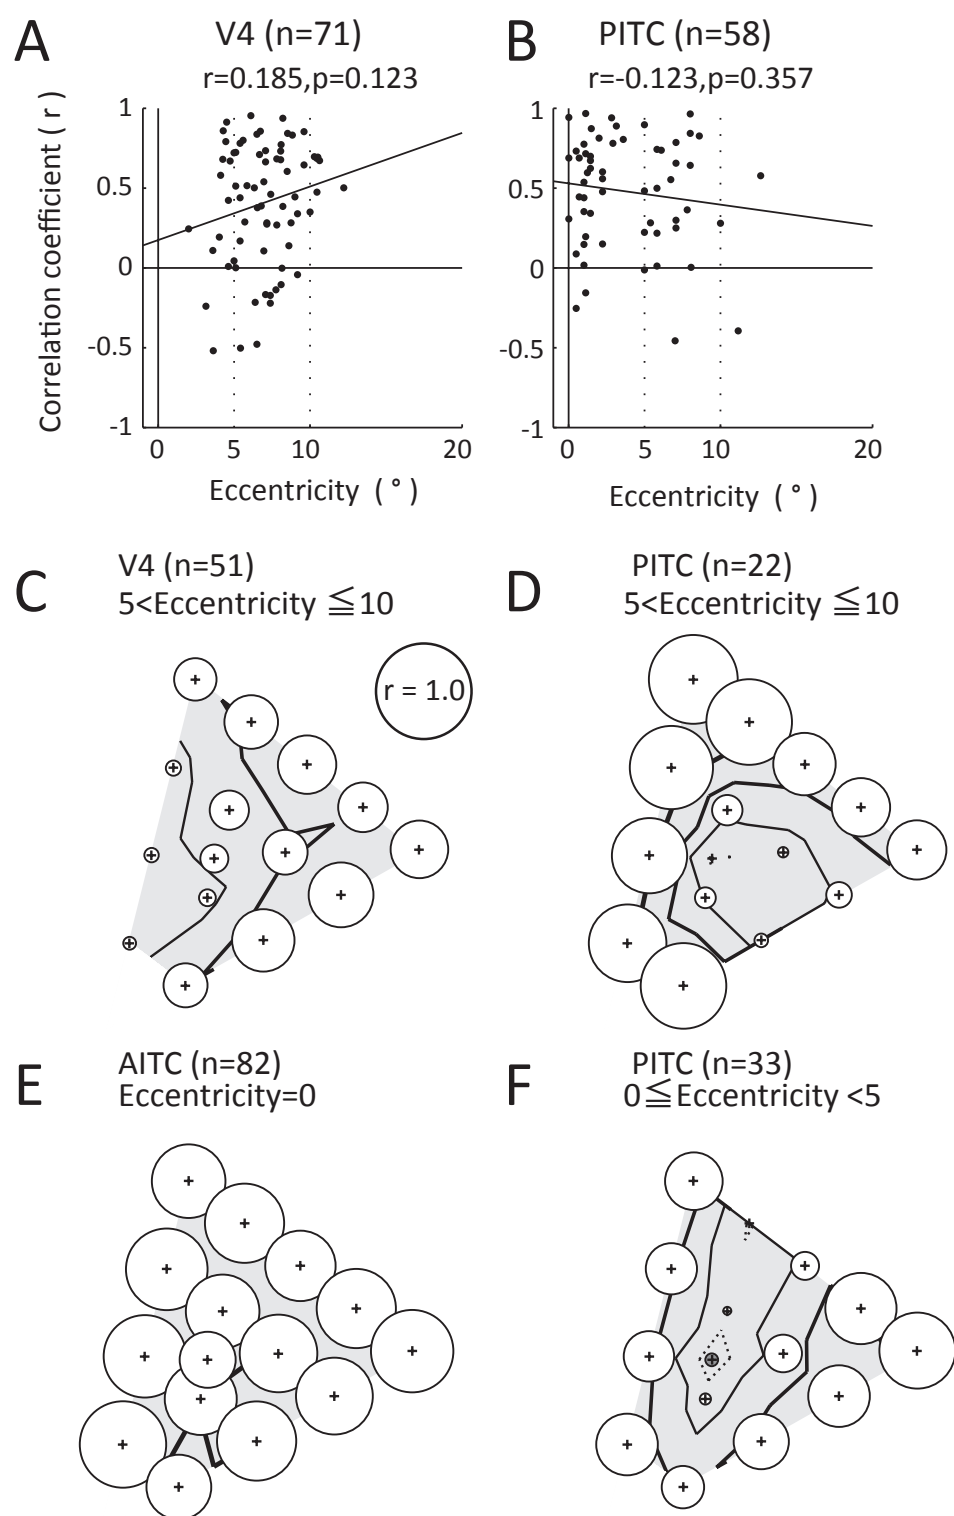 A
V4 (n=71)
r=0.185,p=0.123
Correlation coefficient ( r )
1
0.5
0
-0.5
-1
0
5
10
20
Eccentricity ( ° )
B
PITC (n=58)
r=-0.123,p=0.357
1
0.5
0
-0.5
-1
0
5
10
20
Eccentricity ( ° )
C
V4 (n=51)
5<Eccentricity ≦10
r = 1.0
D
PITC (n=22)
5<Eccentricity ≦10
E
AITC (n=82)
Eccentricity=0
F
PITC (n=33)
0≦Eccentricity <5